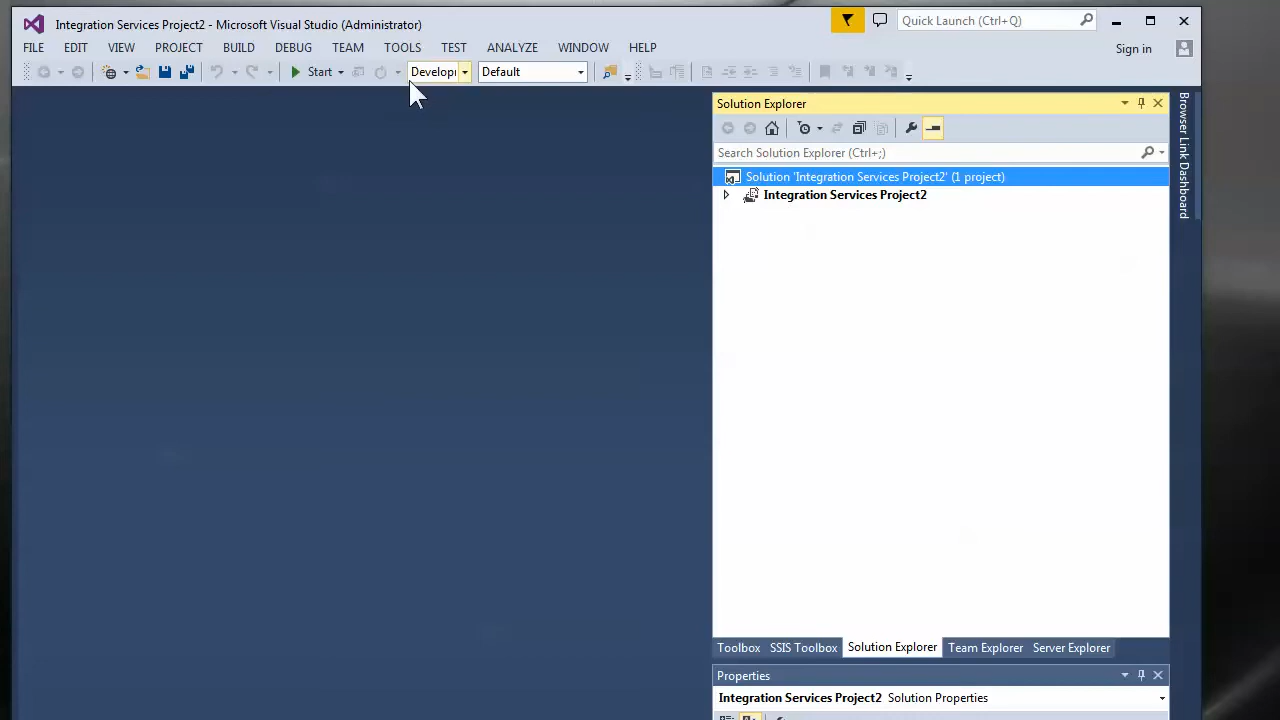 Integration Services Project2 - Microsoft Visual Studio (Administrator)
Quick Launch (Ctrl+Q)
FILE EDIT VIEW PROJECT BUILD DEBUG TEAM TOOLS TEST ANALYZE WINDOW HELP
Sign in
Start Develop Default
Solution Explorer
Search Solution Explorer (Ctrl+;)
Solution 'Integration Services Project2' (1 project)
Integration Services Project2
Toolbox SSIS Toolbox Solution Explorer Team Explorer Server Explorer
Properties
Integration Services Project2 Solution Properties
Browser Link Dashboard